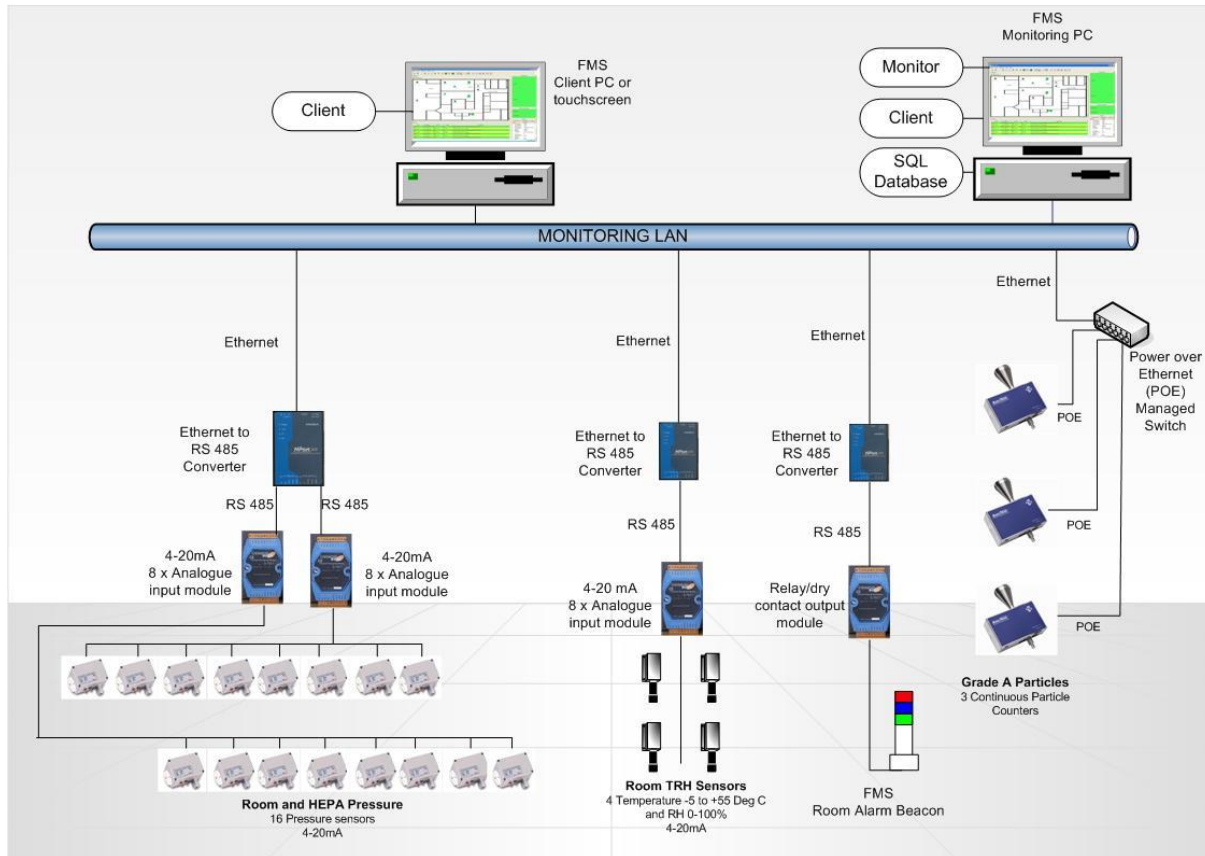 FMS
Monitoring PC
Monitor
FMS
Client PC or
touchscreen
Client
Client
SQL
Database
MONITORING LAN
Ethernet
Ethernet
Ethernet
Ethernet
Power over
Ethernet
(POE)
Managed
Switch
POE
Ethernet to
RS 485
Converter
Ethernet to
RS 485
Converter
Ethernet to
RS 485
Converter
RS 485
RS 485
RS 485
RS 485
POE
4-20mA
8 x Analogue
input module
4-20mA
8 x Analogue
input module
4-20 mA
8 x Analogue
input module
Relay/dry
contact output
module
POE
Grade A Particles
3 Continuous Particle
Counters
Room and HEPA Pressure
16 Pressure sensors
4-20mA
Room TRH Sensors
4 Temperature -5 to +55 Deg C
and RH 0-100%
4-20mA
FMS
Room Alarm Beacon